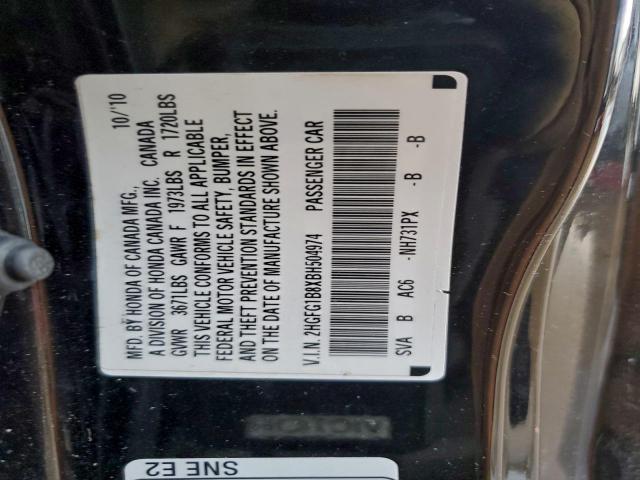 MFD. BY HONDA OF CANADA MFG., 10/'10
A DIVISION OF HONDA CANADA INC. CANADA
GVWR 3671LBS GAWR F 1973LBS R 1720LBS
THIS VEHICLE CONFORMS TO ALL APPLICABLE
FEDERAL MOTOR VEHICLE SAFETY, BUMPER,
AND THEFT PREVENTION STANDARDS IN EFFECT
ON THE DATE OF MANUFACTURE SHOWN ABOVE.
V.I.N. 2HGFG1B8XBH504974 PASSENGER CAR
SVA B AC6 -NH731PX -B -B
SNE E2